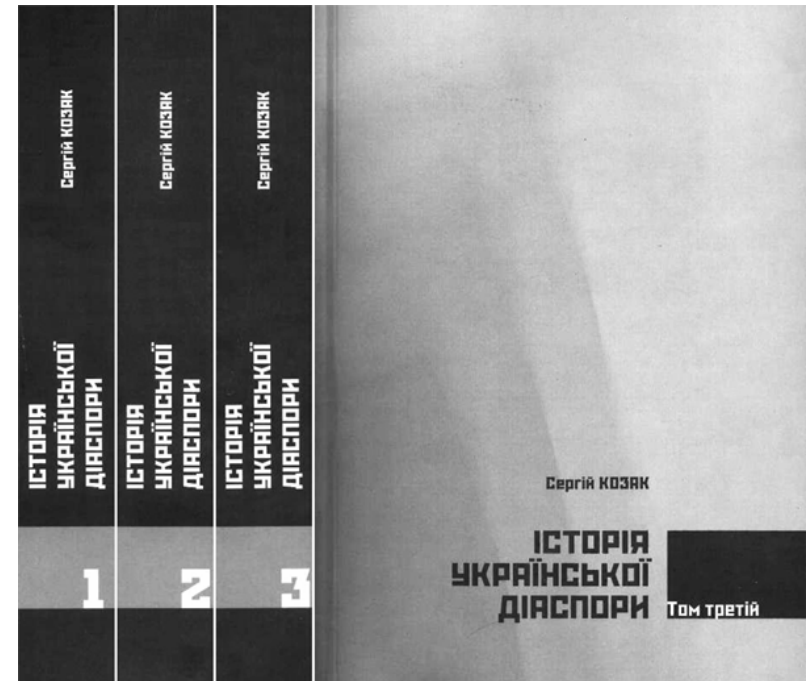 Сергій КОЗАК
ІСТОРІЯ
УКРАЇНСЬКОЇ
ДІАСПОРИ
1
Сергій КОЗАК
ІСТОРІЯ
УКРАЇНСЬКОЇ
ДІАСПОРИ
2
Сергій КОЗАК
ІСТОРІЯ
УКРАЇНСЬКОЇ
ДІАСПОРИ
3
Сергій КОЗАК
ІСТОРІЯ
УКРАЇНСЬКОЇ
ДІАСПОРИ
Том третій